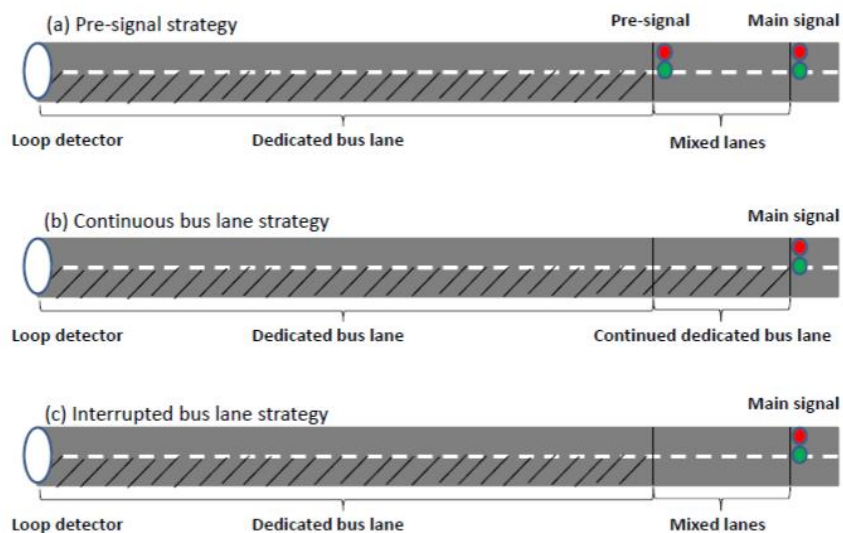 (a) Pre-signal strategy
Pre-signal
Main signal
Loop detector
Dedicated bus lane
Mixed lanes
(b) Continuous bus lane strategy
Main signal
Loop detector
Dedicated bus lane
Continued dedicated bus lane
(c) Interrupted bus lane strategy
Main signal
Loop detector
Dedicated bus lane
Mixed lanes